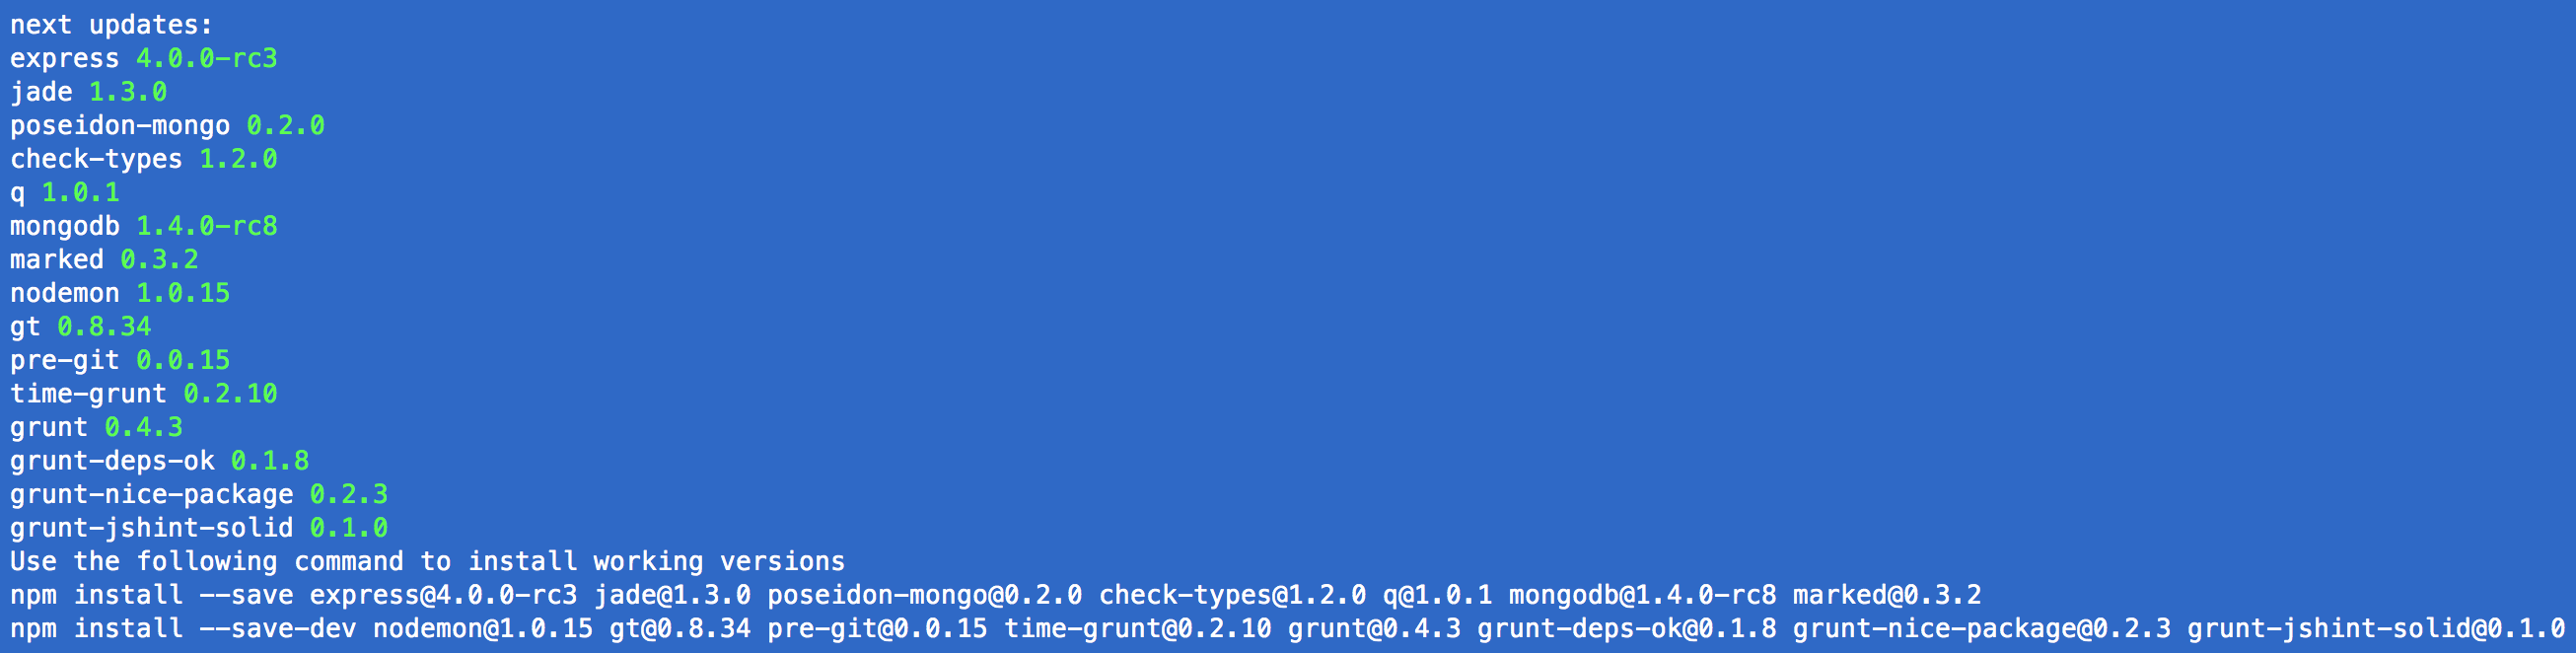 next updates:
express 4.0.0-rc3
jade 1.3.0
poseidon-mongo 0.2.0
check-types 1.2.0
q 1.0.1
mongodb 1.4.0-rc8
marked 0.3.2
nodemon 1.0.15
gt 0.8.34
pre-git 0.0.15
time-grunt 0.2.10
grunt 0.4.3
grunt-deps-ok 0.1.8
grunt-nice-package 0.2.3
grunt-jshint-solid 0.1.0
Use the following command to install working versions
npm install --save express@4.0.0-rc3 jade@1.3.0 poseidon-mongo@0.2.0 check-types@1.2.0 q@1.0.1 mongodb@1.4.0-rc8 marked@0.3.2
npm install --save-dev nodemon@1.0.15 gt@0.8.34 pre-git@0.0.15 time-grunt@0.2.10 grunt@0.4.3 grunt-deps-ok@0.1.8 grunt-nice-package@0.2.3 grunt-jshint-solid@0.1.0